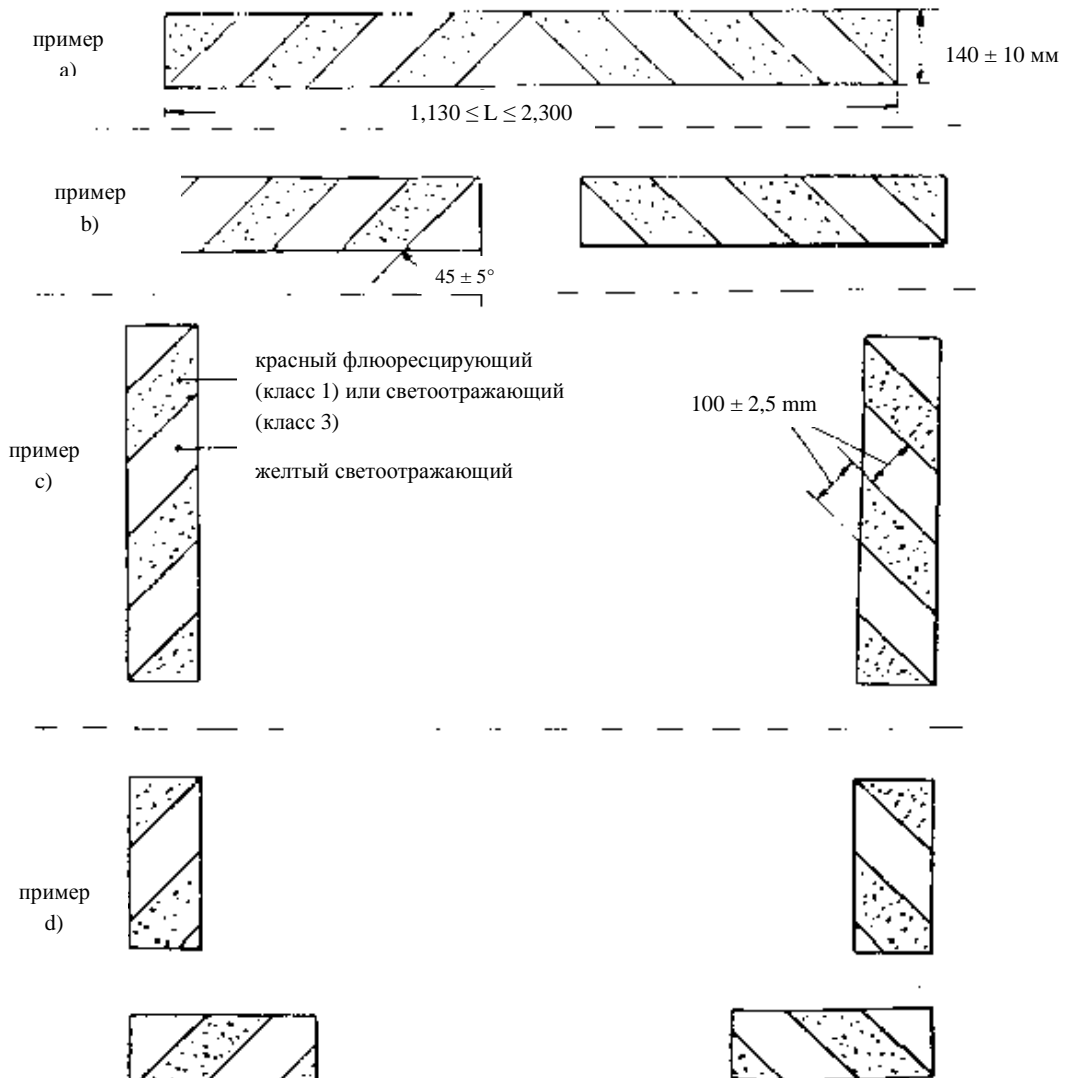 пример
а)
140 ± 10 мм
1,130 ≤ L ≤ 2,300
пример
b)
45 ± 5°
красный флюоресцирующий
(класс 1) или светоотражающий
(класс 3)
100 ± 2,5 mm
пример
c)
желтый светоотражающий
пример
d)